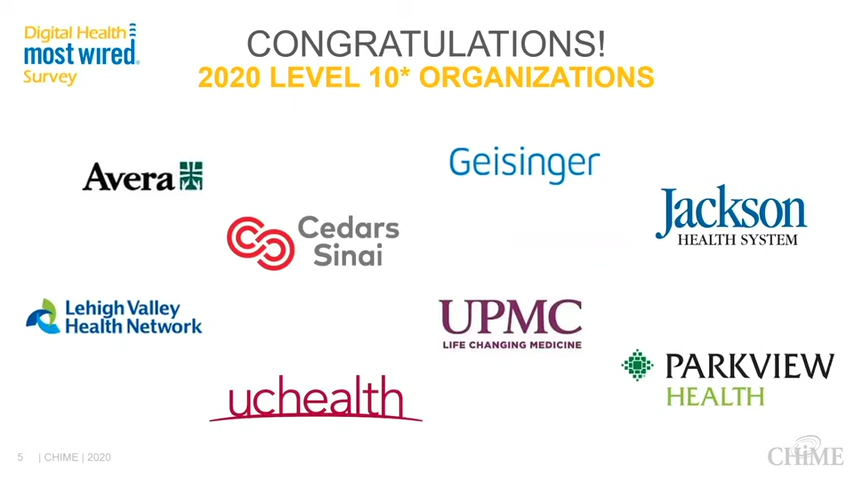 Digital Health
most wired
Survey
CONGRATULATIONS!
2020 LEVEL 10* ORGANIZATIONS
Avera
Geisinger
Cedars
Sinai
Jackson
HEALTH SYSTEM
Lehigh Valley
Health Network
UPMC
LIFE CHANGING MEDICINE
PARKVIEW
HEALTH
uchealth
5 | CHIME | 2020
CHiME